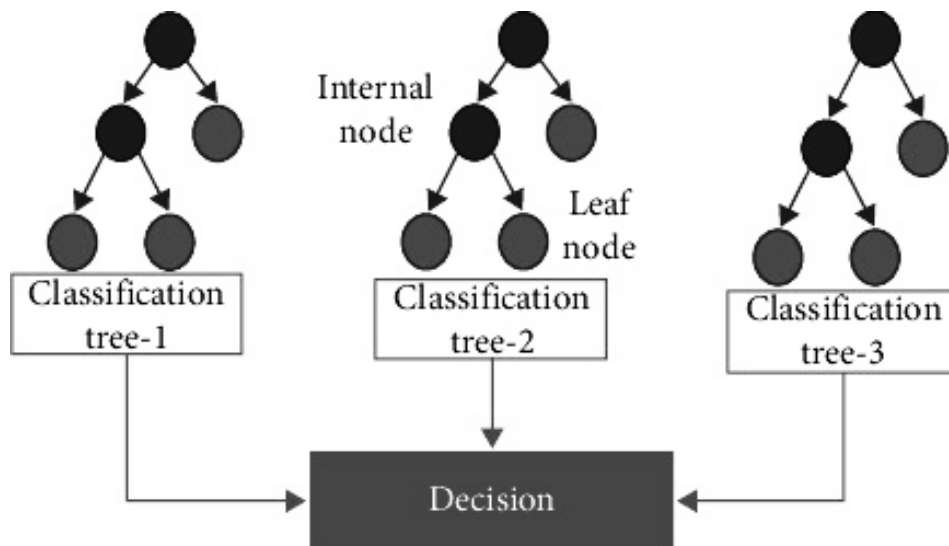 Internal
node
Leaf
node
Classification
tree-1
Classification
tree-2
Classification
tree-3
Decision